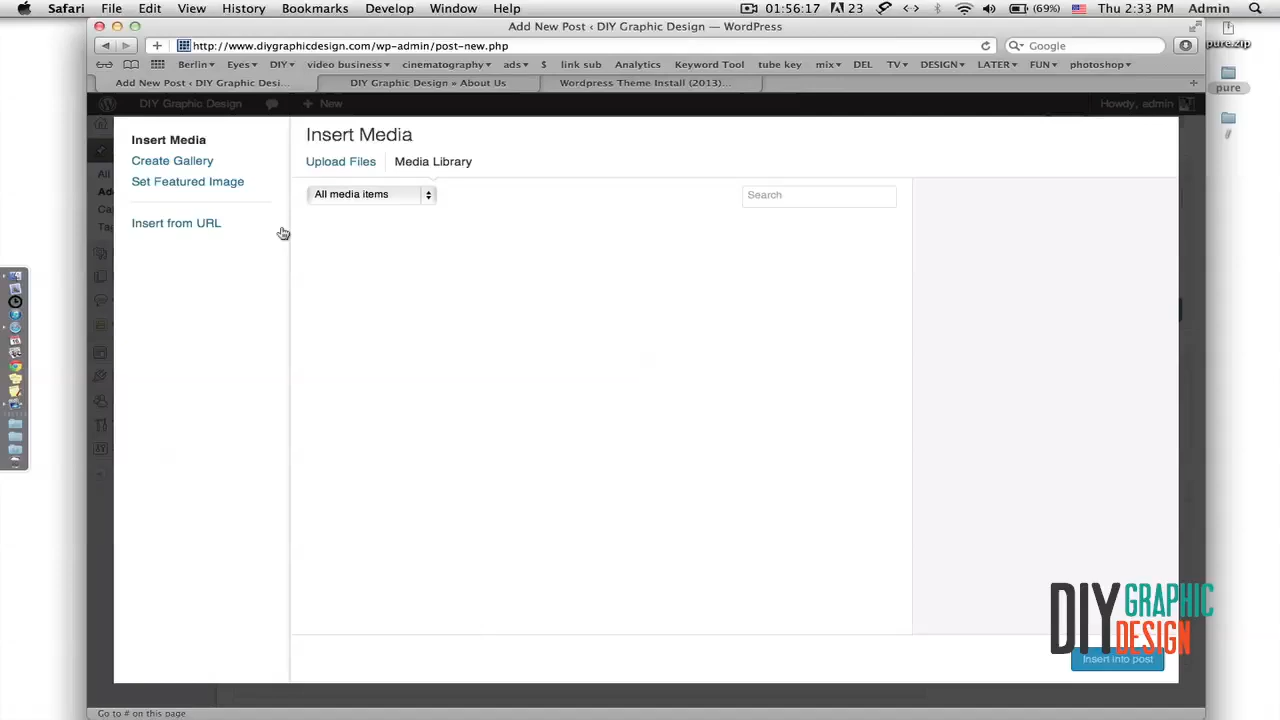 Safari File Edit View History Bookmarks Develop Window Help 01:56:17 23 (69%) Thu 2:33 PM Admin
Add New Post ‹ DIY Graphic Design — WordPress
http://www.diygraphicdesign.com/wp-admin/post-new.php Google
Berlin Eyes DIY video business cinematography ads $ link sub Analytics Keyword Tool tube key mix DEL TV DESIGN LATER FUN photoshop
Add New Post ‹ DIY Graphic Desi... DIY Graphic Design » About Us Wordpress Theme Install (2013)...
DIY Graphic Design + New Howdy, admin
pure.zip
pure
//
Insert Media
Create Gallery
Set Featured Image
Insert from URL
Insert Media
Upload Files Media Library
All media items Search
All
Add
Ca
Ta
DIY GRAPHIC DESIGN
Insert into post
Go to # on this page